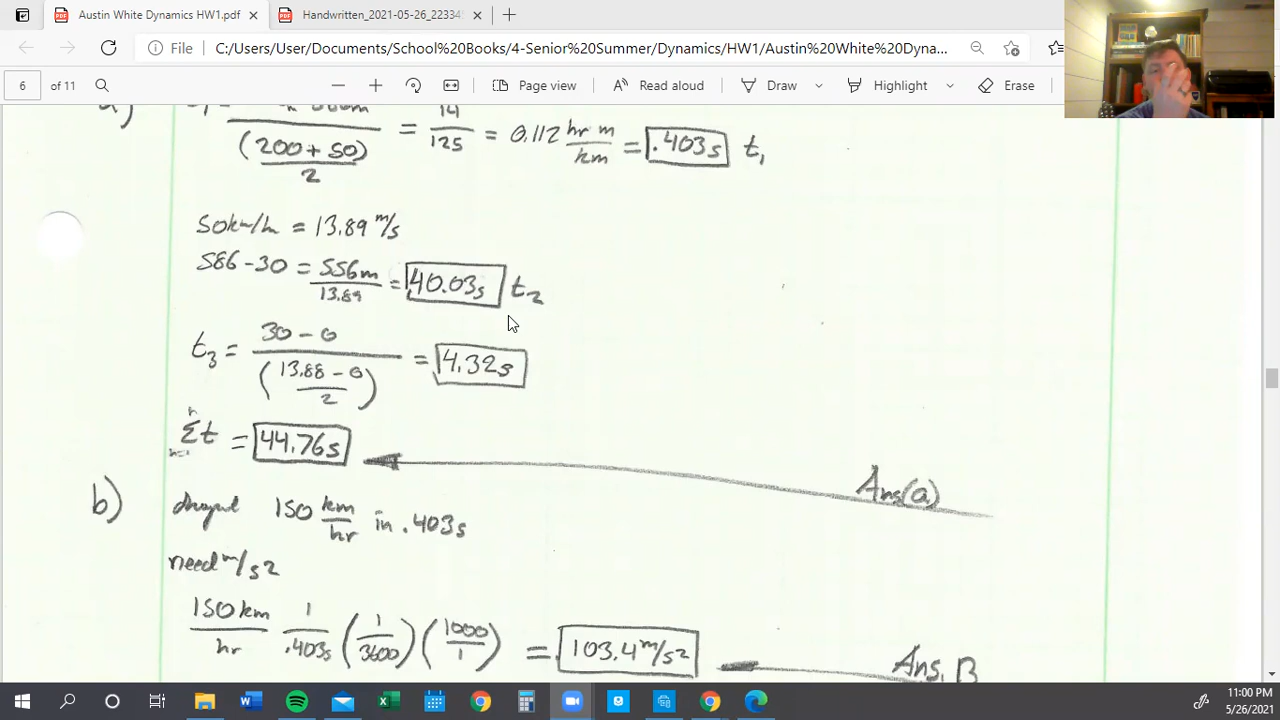 Austin White Dynamics HW1.pdf
Handwritten_2021-05-26_22334
File
C:/Users/User/Documents/School%20Books/4-Senior%20Summer/Dynamics/HW1/Austin%20White%20Dyna...
6 of 11
Page view
Read aloud
Draw
Highlight
Erase
a)
(200+50)/2 = 14/125 = 0.112 hr m/km = .403s t1
50km/h = 13.89 m/s
586-30 = 556m/13.89 = 40.03s t2
t3 = 30-0/(13.88-0/2) = 4.32s
Σt = 44.76s
Ans(a)
b)
150 km/hr in .403s
need m/s2
150km/hr 1/.403s (1/3600)(1000/1) = 103.4 m/s2
Ans. B
11:00 PM
5/26/2021